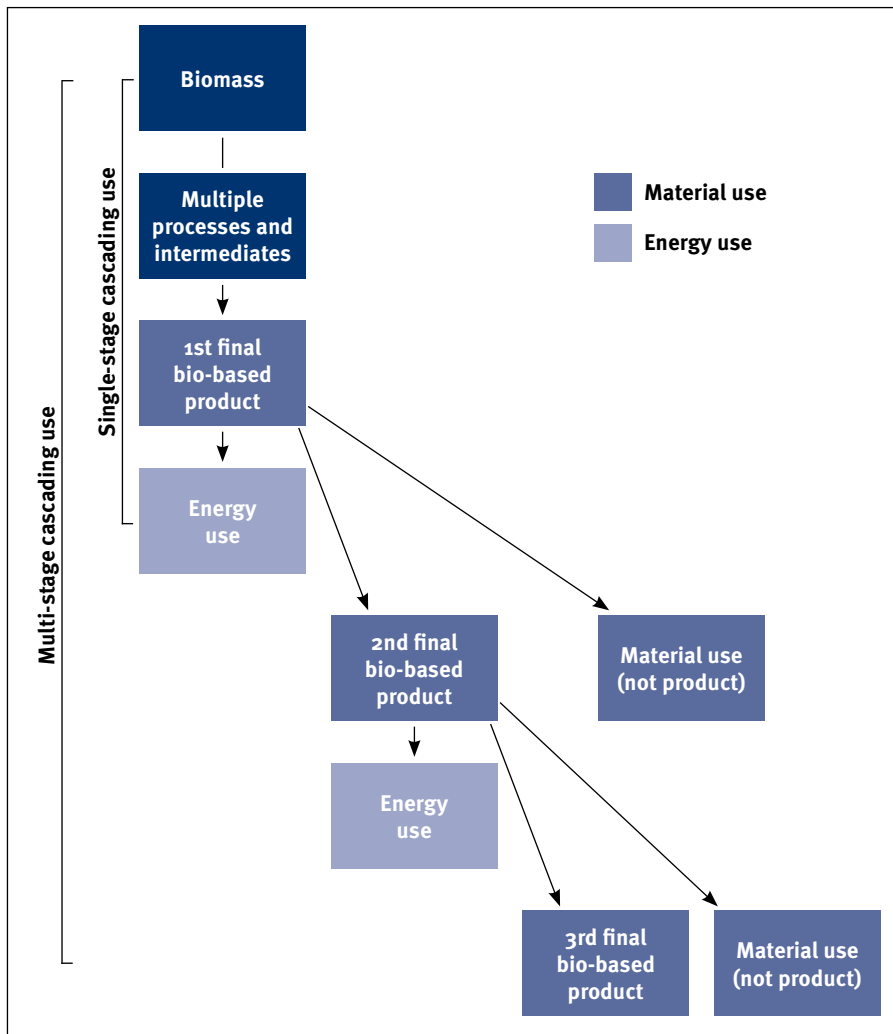 Biomass
Multiple
processes and
intermediates
Material use
Energy use
Single-stage cascading use
Multi-stage cascading use
1st final
bio-based
product
Energy
use
2nd final
bio-based
product
Material use
(not product)
Energy
use
3rd final
bio-based
product
Material use
(not product)